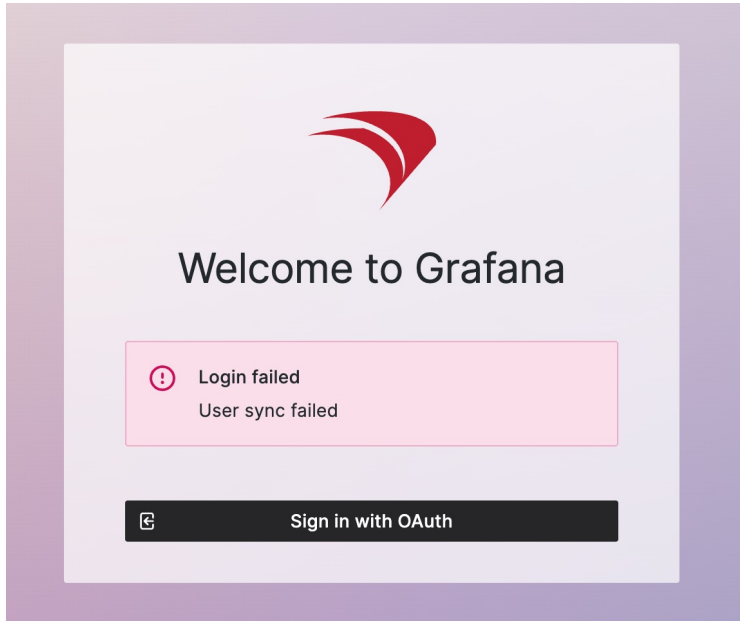 Welcome to Grafana
Login failed
User sync failed
Sign in with OAuth